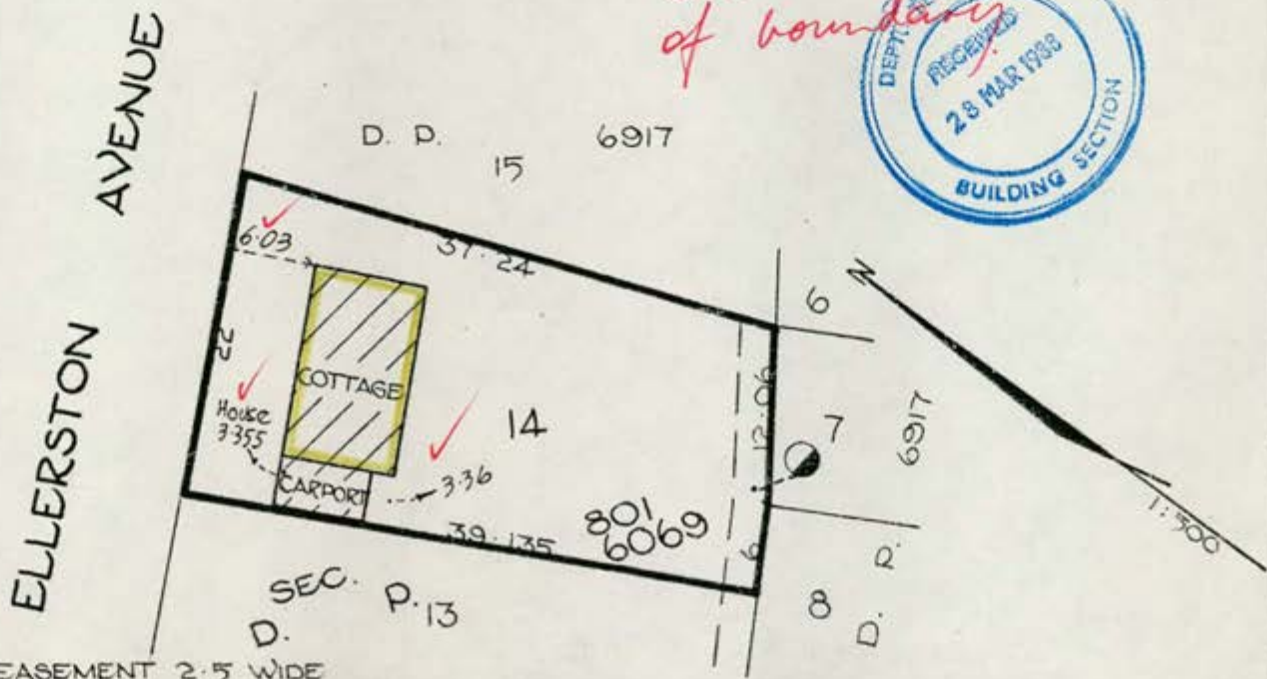 of boundary
DEPT.
RECEIVED
28 MAR 1988
BUILDING SECTION
ELLERSTON AVENUE
D. P. 6917
15
6.03
37.24
22
COTTAGE
House
3.355
CARPORT
3.36
14
801
6069
39.135
12.06
6
6
7
8
6917
D. P.
N
1:500
SEC.
D. P. 13
EASEMENT 2.5 WIDE